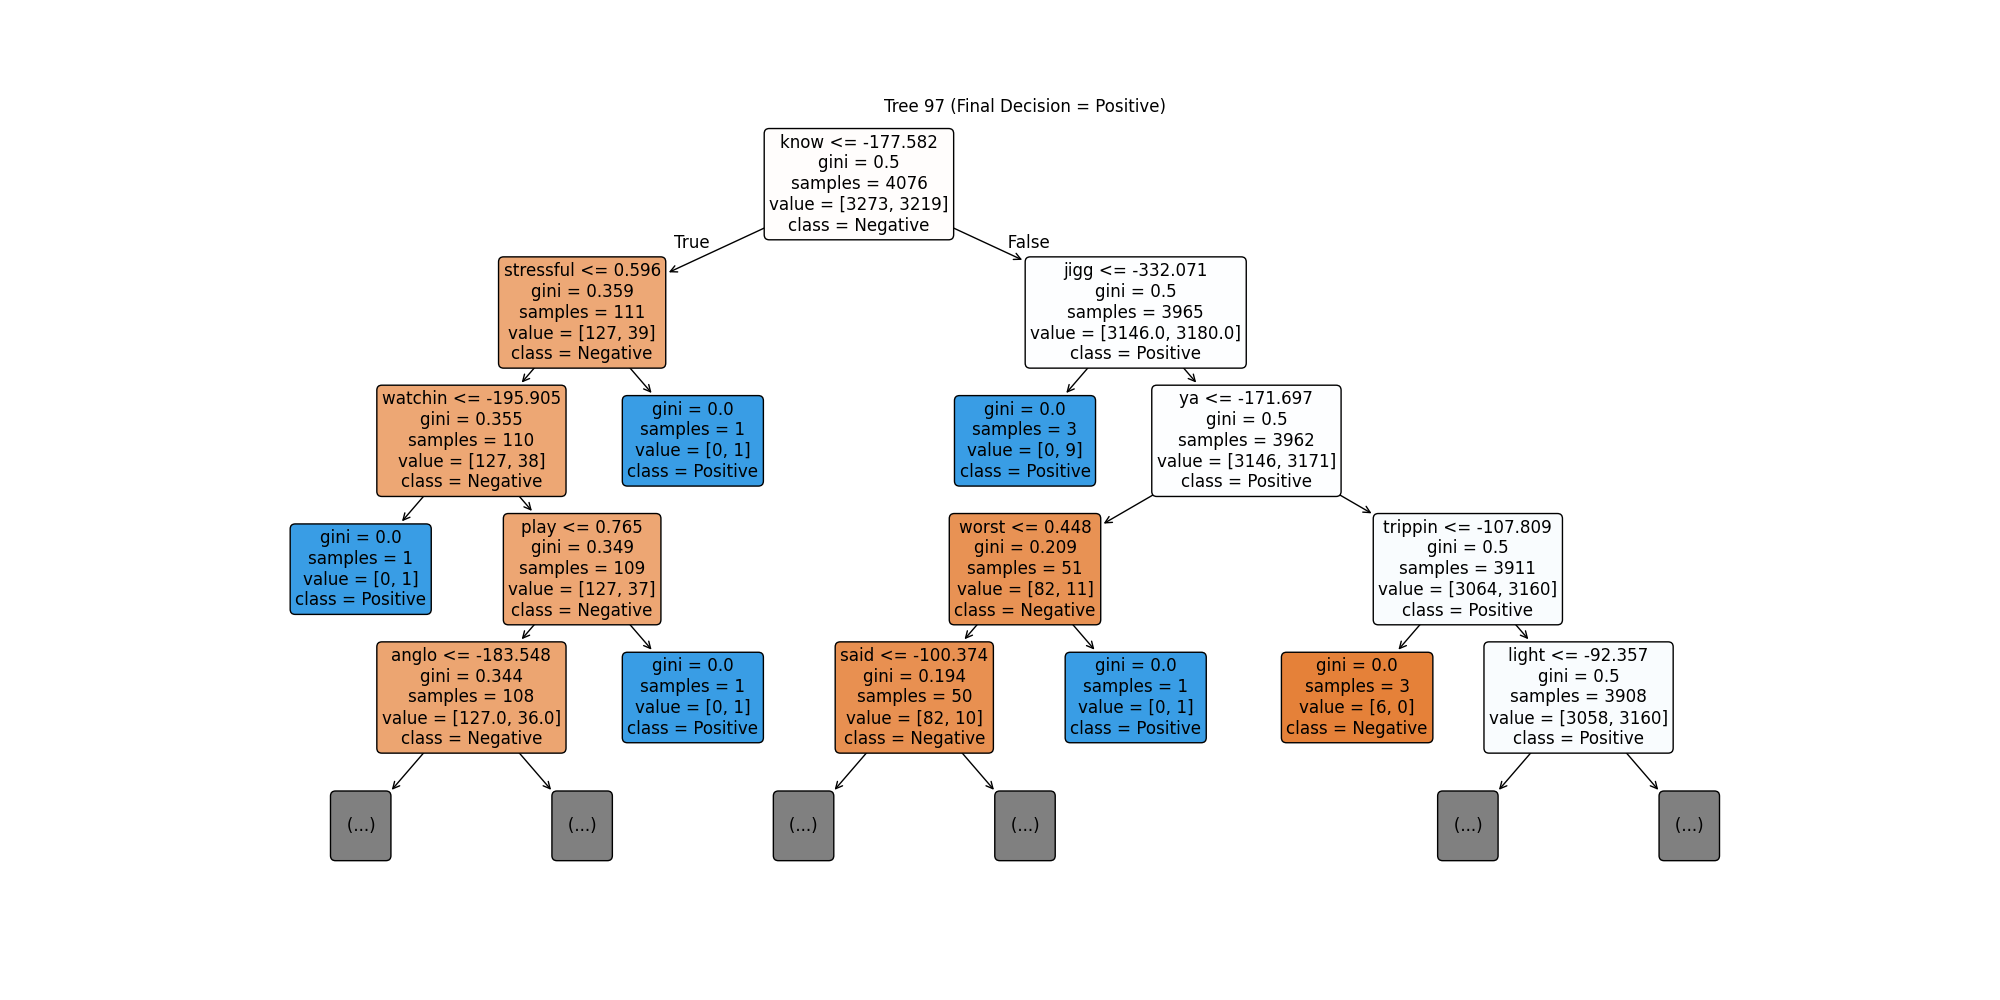 Tree 97 (Final Decision = Positive)
know <= -177.582
gini = 0.5
samples = 4076
value = [3273, 3219]
class = Negative
True
False
stressful <= 0.596
gini = 0.359
samples = 111
value = [127, 39]
class = Negative
jigg <= -332.071
gini = 0.5
samples = 3965
value = [3146.0, 3180.0]
class = Positive
watchin <= -195.905
gini = 0.355
samples = 110
value = [127, 38]
class = Negative
gini = 0.0
samples = 1
value = [0, 1]
class = Positive
gini = 0.0
samples = 3
value = [0, 9]
class = Positive
ya <= -171.697
gini = 0.5
samples = 3962
value = [3146, 3171]
class = Positive
gini = 0.0
samples = 1
value = [0, 1]
class = Positive
play <= 0.765
gini = 0.349
samples = 109
value = [127, 37]
class = Negative
worst <= 0.448
gini = 0.209
samples = 51
value = [82, 11]
class = Negative
trippin <= -107.809
gini = 0.5
samples = 3911
value = [3064, 3160]
class = Positive
anglo <= -183.548
gini = 0.344
samples = 108
value = [127.0, 36.0]
class = Negative
gini = 0.0
samples = 1
value = [0, 1]
class = Positive
said <= -100.374
gini = 0.194
samples = 50
value = [82, 10]
class = Negative
gini = 0.0
samples = 1
value = [0, 1]
class = Positive
gini = 0.0
samples = 3
value = [6, 0]
class = Negative
light <= -92.357
gini = 0.5
samples = 3908
value = [3058, 3160]
class = Positive
(...)
(...)
(...)
(...)
(...)
(...)